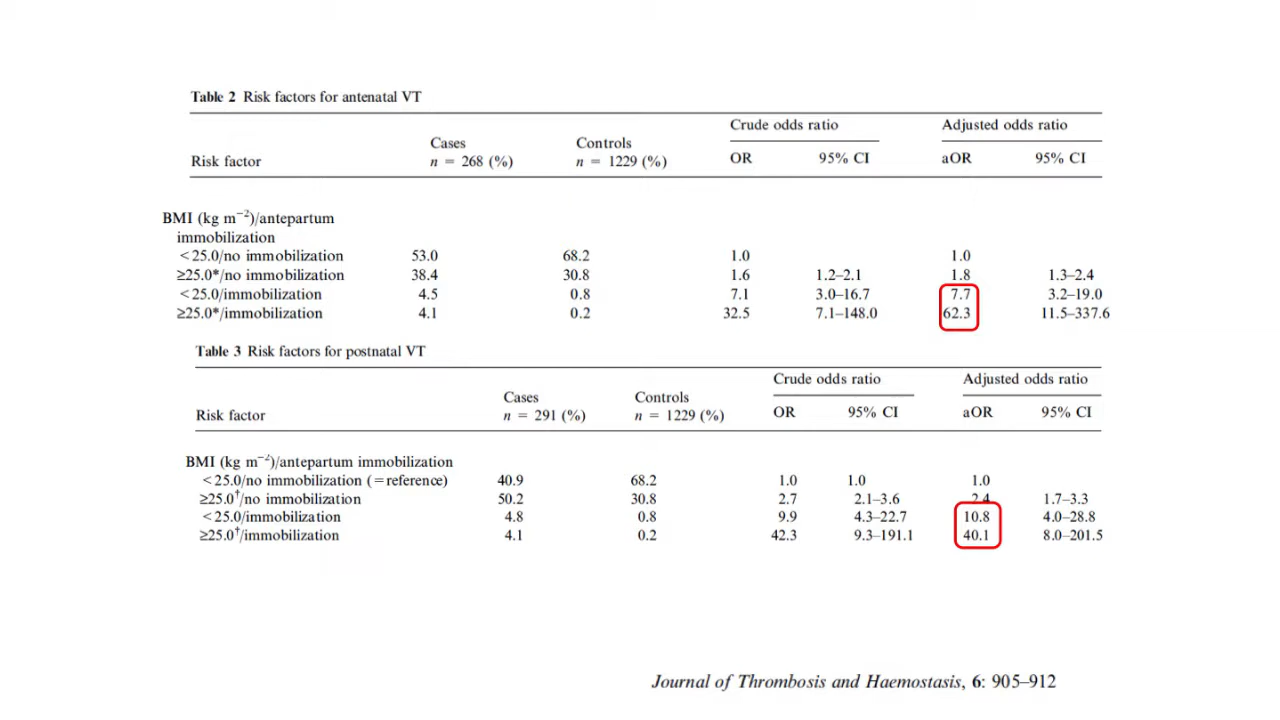 Table 2 Risk factors for antenatal VT
Crude odds ratio Adjusted odds ratio
Cases Controls
Risk factor n = 268 (%) n = 1229 (%) OR 95% CI aOR 95% CI
BMI (kg m⁻²)/antepartum
immobilization
<25.0/no immobilization 53.0 68.2 1.0 1.0
≥25.0*/no immobilization 38.4 30.8 1.6 1.2–2.1 1.8 1.3–2.4
<25.0/immobilization 4.5 0.8 7.1 3.0–16.7 7.7 3.2–19.0
≥25.0*/immobilization 4.1 0.2 32.5 7.1–148.0 62.3 11.5–337.6
Table 3 Risk factors for postnatal VT
Crude odds ratio Adjusted odds ratio
Cases Controls
Risk factor n = 291 (%) n = 1229 (%) OR 95% CI aOR 95% CI
BMI (kg m⁻²)/antepartum immobilization
<25.0/no immobilization (=reference) 40.9 68.2 1.0 1.0 1.0
≥25.0†/no immobilization 50.2 30.8 2.7 2.1–3.6 2.4 1.7–3.3
<25.0/immobilization 4.8 0.8 9.9 4.3–22.7 10.8 4.0–28.8
≥25.0†/immobilization 4.1 0.2 42.3 9.3–191.1 40.1 8.0–201.5
Journal of Thrombosis and Haemostasis, 6: 905–912